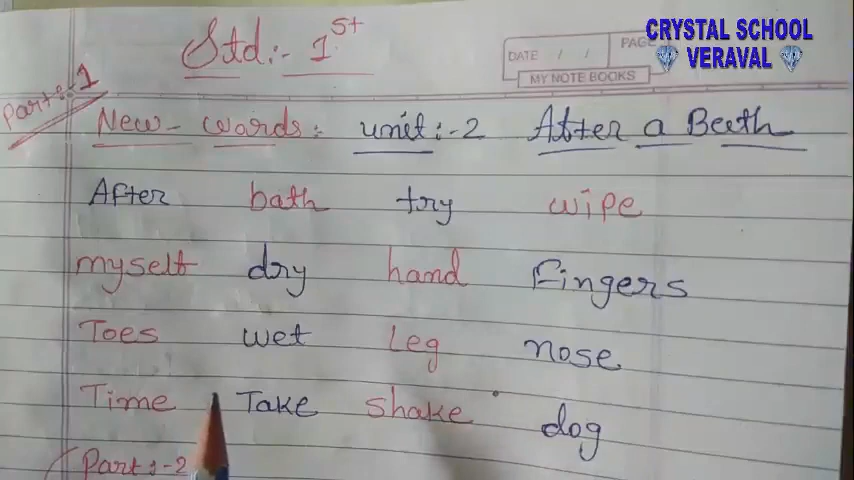 CRYSTAL SCHOOL
VERAVAL
Std:- 1st
DATE / / PAGE
MY NOTE BOOKS
Part:-1
New-words: unit:-2 After a Beeth
After bath try wipe
myself dry hand Fingers
Toes wet Leg nose
Time Take shake dog
Part:-2